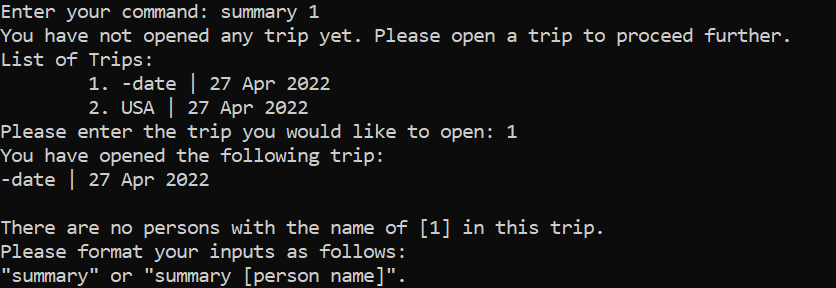 Enter your command: summary 1
You have not opened any trip yet. Please open a trip to proceed further.
List of Trips:
1. -date | 27 Apr 2022
2. USA | 27 Apr 2022
Please enter the trip you would like to open: 1
You have opened the following trip:
-date | 27 Apr 2022
There are no persons with the name of [1] in this trip.
Please format your inputs as follows:
"summary" or "summary [person name]".